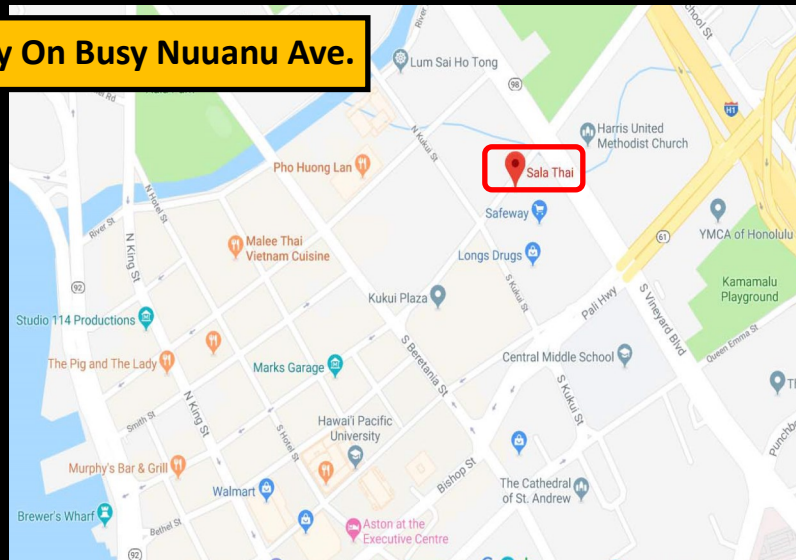 y On Busy Nuuanu Ave.
River
School St
Lum Sai Ho Tong
98
H1
Harris United
Methodist Church
N Kukui St
Pho Huong Lan
Sala Thai
Safeway
YMCA of Honolulu
61
N Hotel St
River St
N King St
Malee Thai
Vietnam Cuisine
Longs Drugs
S Kukui St
Kamamalu
Playground
92
Kukui Plaza
Pali Hwy
S Vineyard Blvd
Studio 114 Productions
Queen Emma St
The Pig and The Lady
Marks Garage
S Beretania St
Central Middle School
N King St
S Kukui St
Smith St
S Hotel St
Hawai'i Pacific
University
Murphy's Bar & Grill
Walmart
Bishop St
The Cathedral
of St. Andrew
Brewer's Wharf
Bethel St
Aston at the
Executive Centre
92